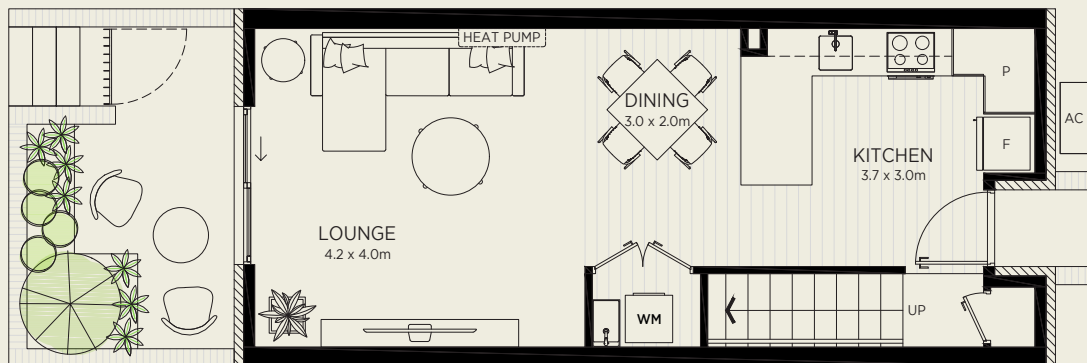 HEAT PUMP
DINING
3.0 x 2.0m
P
AC
F
KITCHEN
3.7 x 3.0m
LOUNGE
4.2 x 4.0m
WM
UP